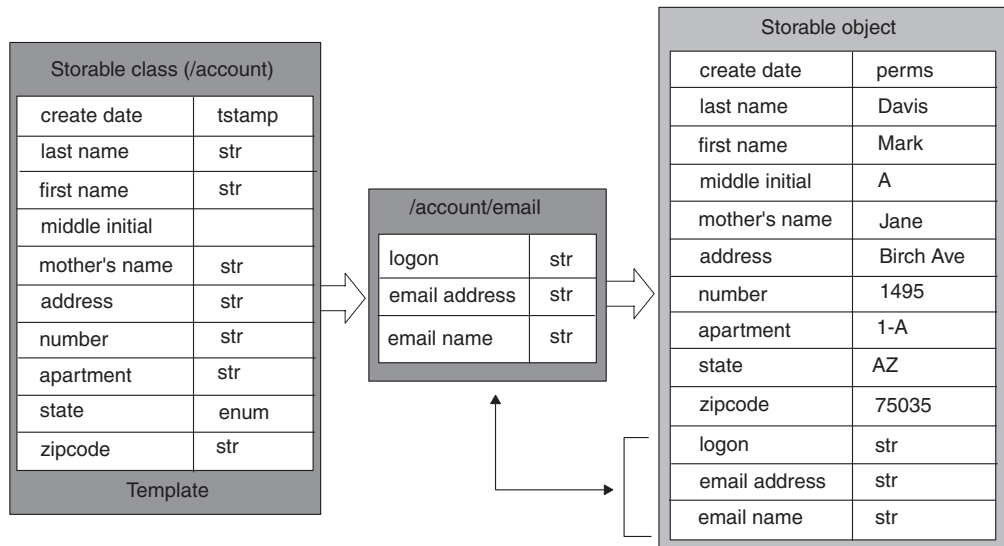 Storable class (/account)
create date tstamp
last name str
first name str
middle initial
mother's name str
address str
number str
apartment str
state enum
zipcode str
Template
/account/email
logon str
email address str
email name str
Storable object
create date perms
last name Davis
first name Mark
middle initial A
mother's name Jane
address Birch Ave
number 1495
apartment 1-A
state AZ
zipcode 75035
logon str
email address str
email name str